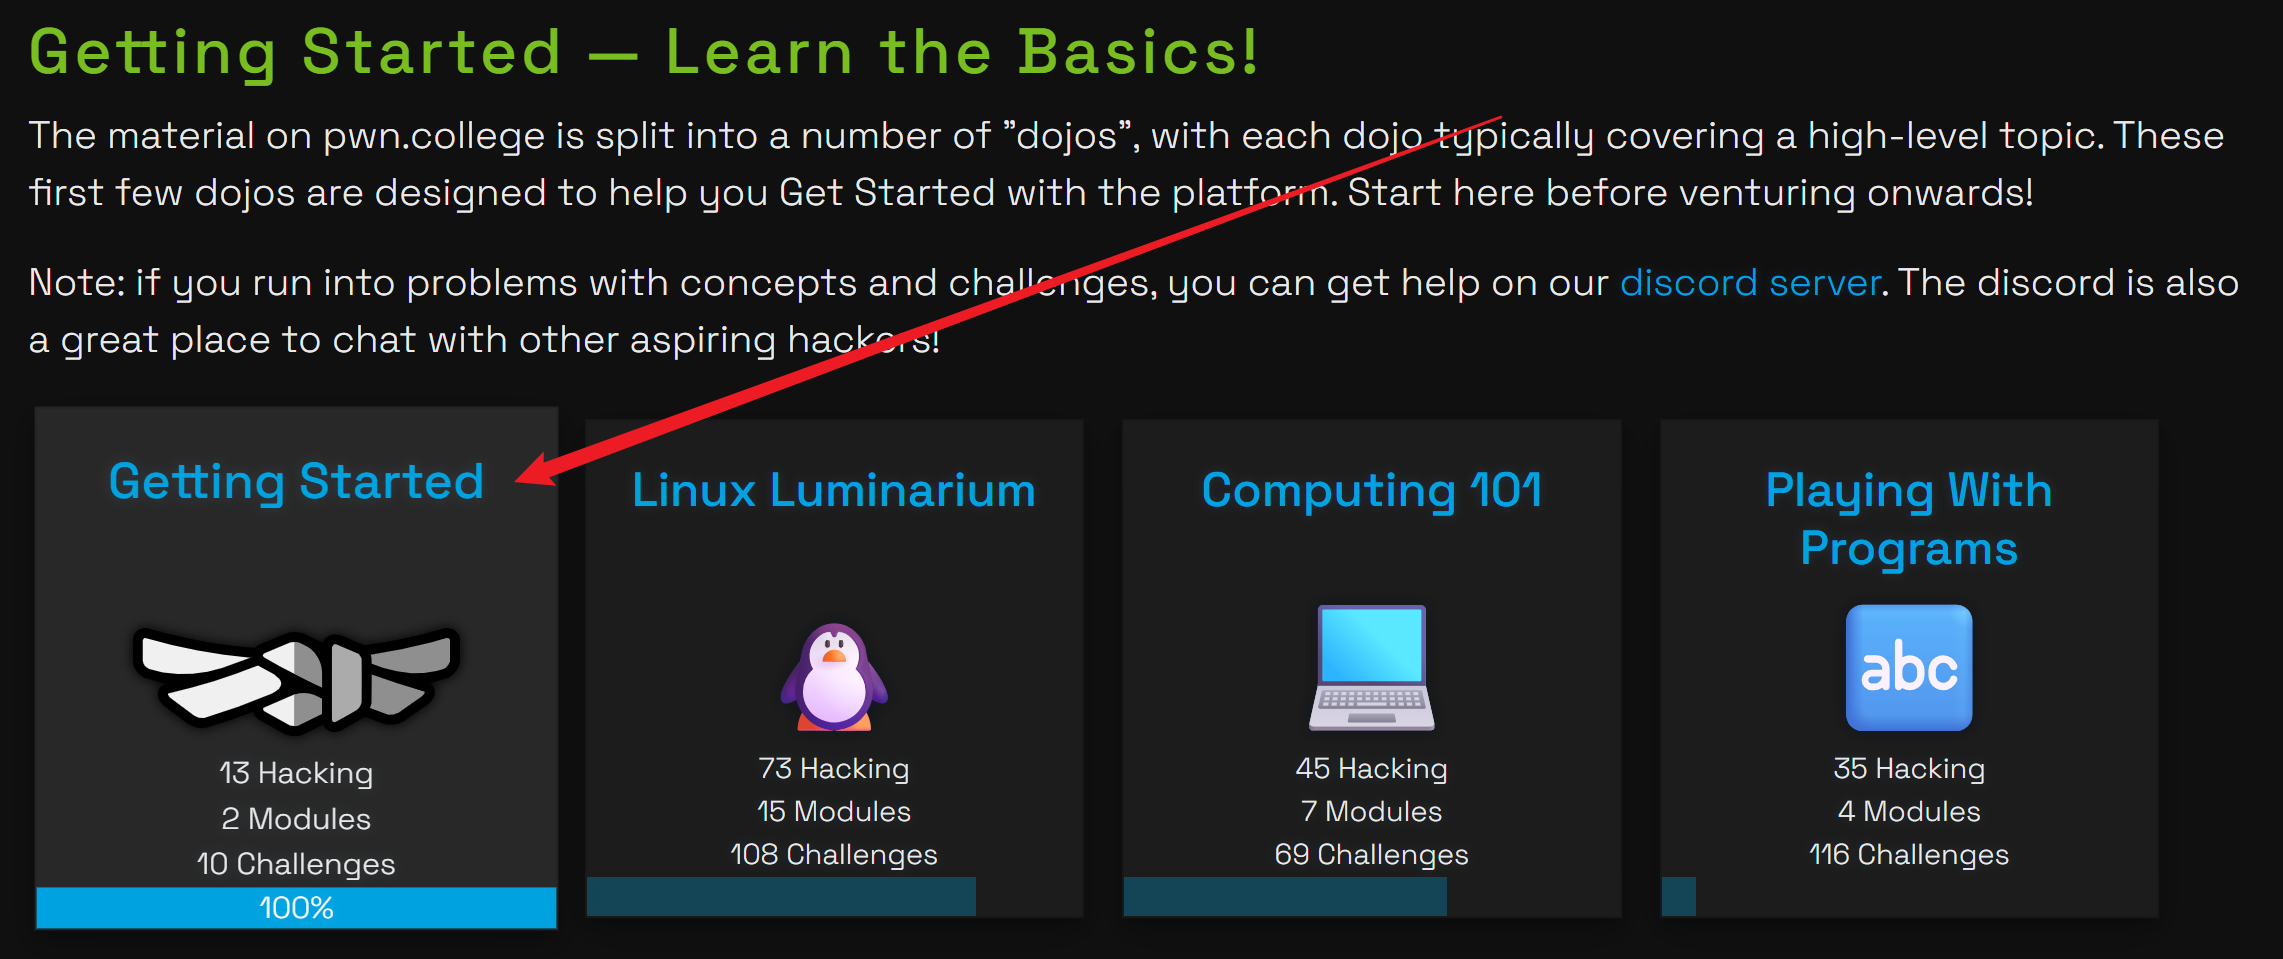 Getting Started — Learn the Basics!
The material on pwn.college is split into a number of "dojos", with each dojo typically covering a high-level topic. These
first few dojos are designed to help you Get Started with the platform. Start here before venturing onwards!
Note: if you run into problems with concepts and challenges, you can get help on our discord server. The discord is also
a great place to chat with other aspiring hackers!
Getting Started
13 Hacking
2 Modules
10 Challenges
100%
Linux Luminarium
73 Hacking
15 Modules
108 Challenges
Computing 101
45 Hacking
7 Modules
69 Challenges
Playing With
Programs
abc
35 Hacking
4 Modules
116 Challenges